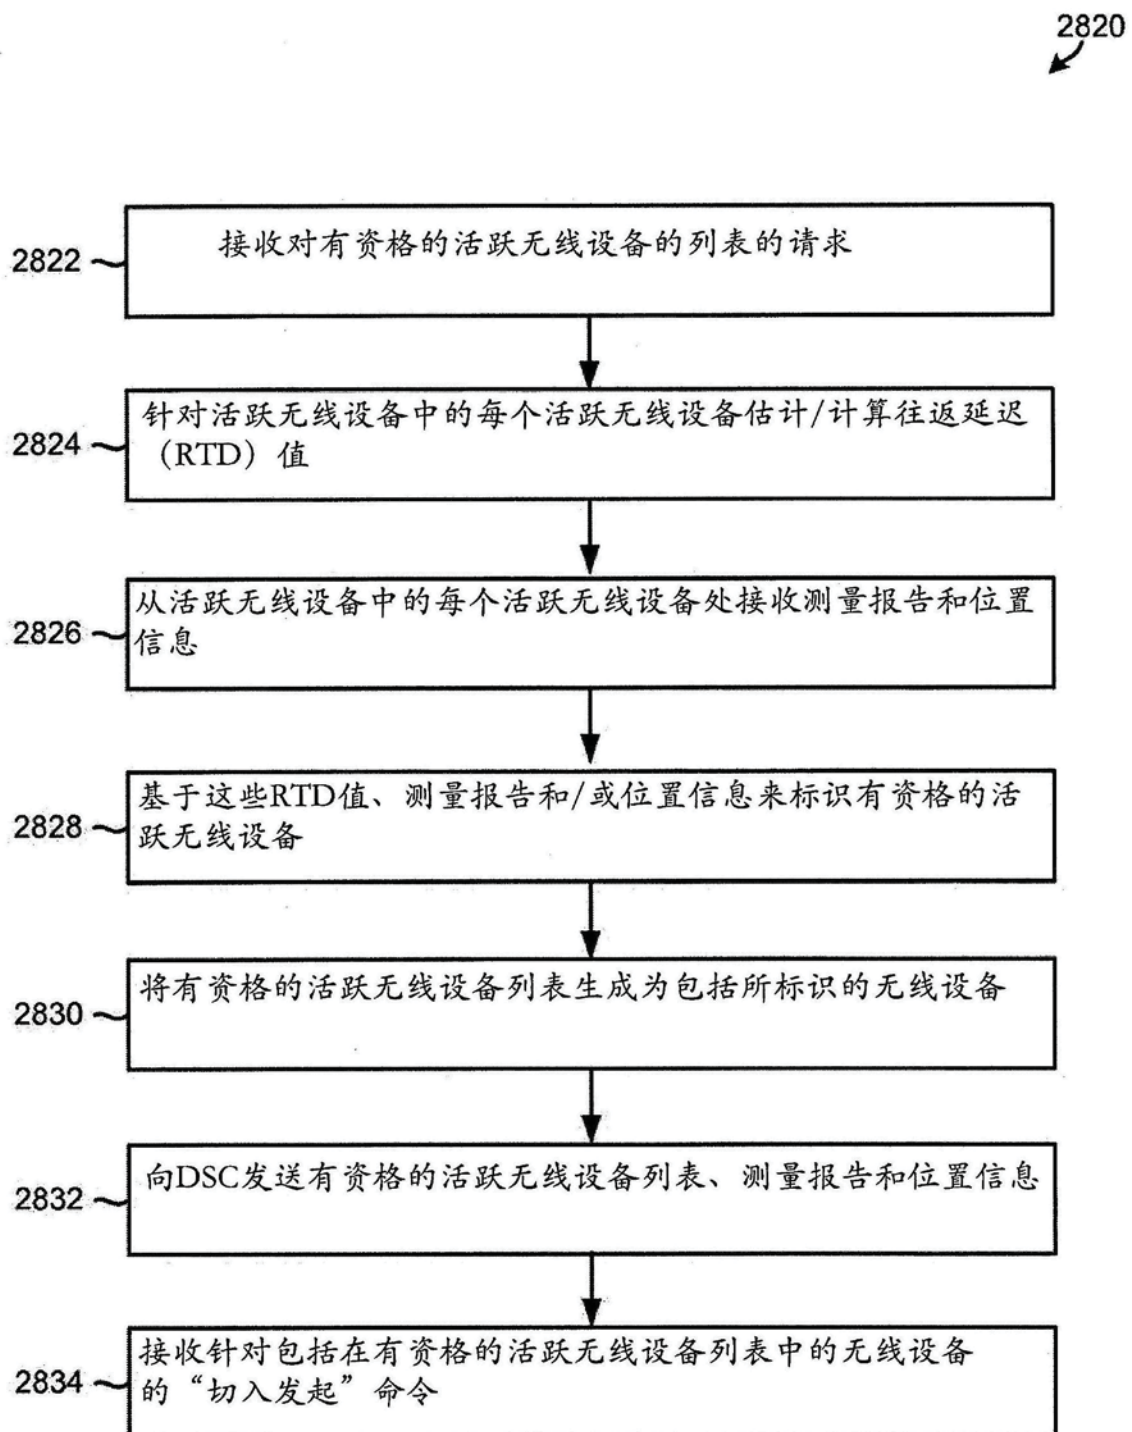 2820
2822
接收对有资格的活跃无线设备的列表的请求
2824
针对活跃无线设备中的每个活跃无线设备估计/计算往返延迟
（RTD）值
2826
从活跃无线设备中的每个活跃无线设备处接收测量报告和位置
信息
2828
基于这些RTD值、测量报告和/或位置信息来标识有资格的活
跃无线设备
2830
将有资格的活跃无线设备列表生成为包括所标识的无线设备
2832
向DSC发送有资格的活跃无线设备列表、测量报告和位置信息
2834
接收针对包括在有资格的活跃无线设备列表中的无线设备
的“切入发起”命令